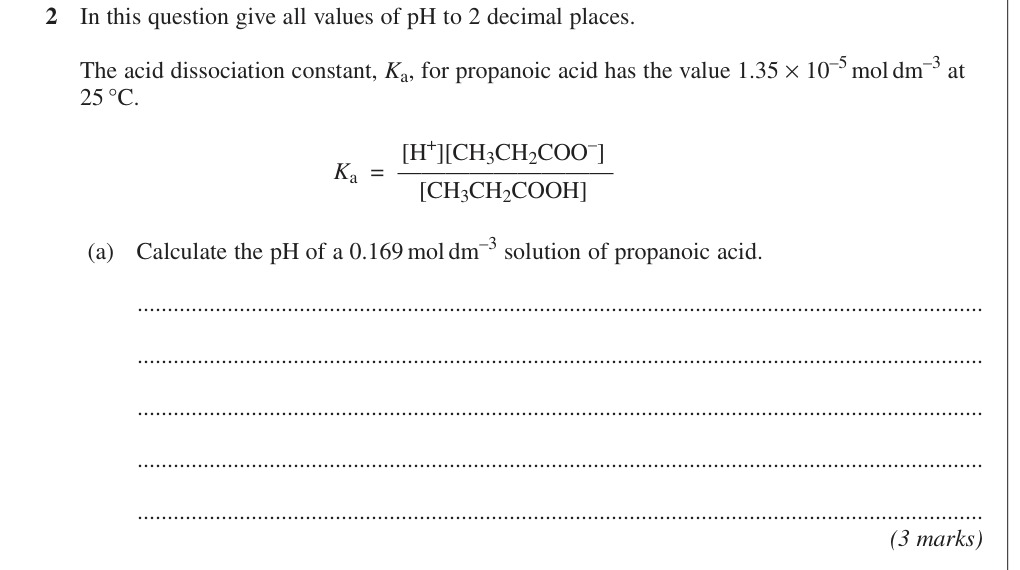 2 In this question give all values of pH to 2 decimal places.
The acid dissociation constant, Kₐ, for propanoic acid has the value 1.35 × 10⁻⁵ mol dm⁻³ at
25 °C.
[H⁺][CH₃CH₂COO⁻]
Kₐ =
[CH₃CH₂COOH]
(a) Calculate the pH of a 0.169 mol dm⁻³ solution of propanoic acid.
................................................................
................................................................
................................................................
................................................................
................................................................
(3 marks)